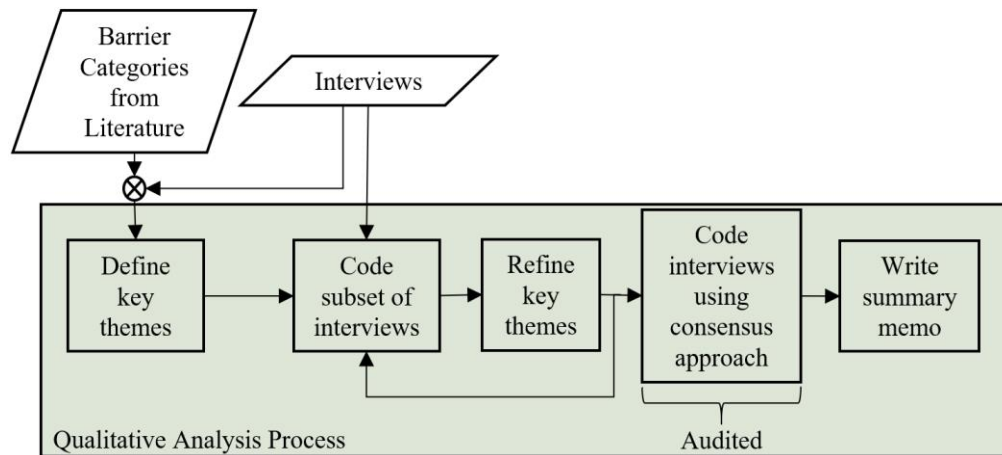 Barrier
Categories
from
Literature
Interviews
Define
key
themes
Code
subset of
interviews
Refine
key
themes
Code
interviews
using
consensus
approach
Write
summary
memo
Qualitative Analysis Process
Audited